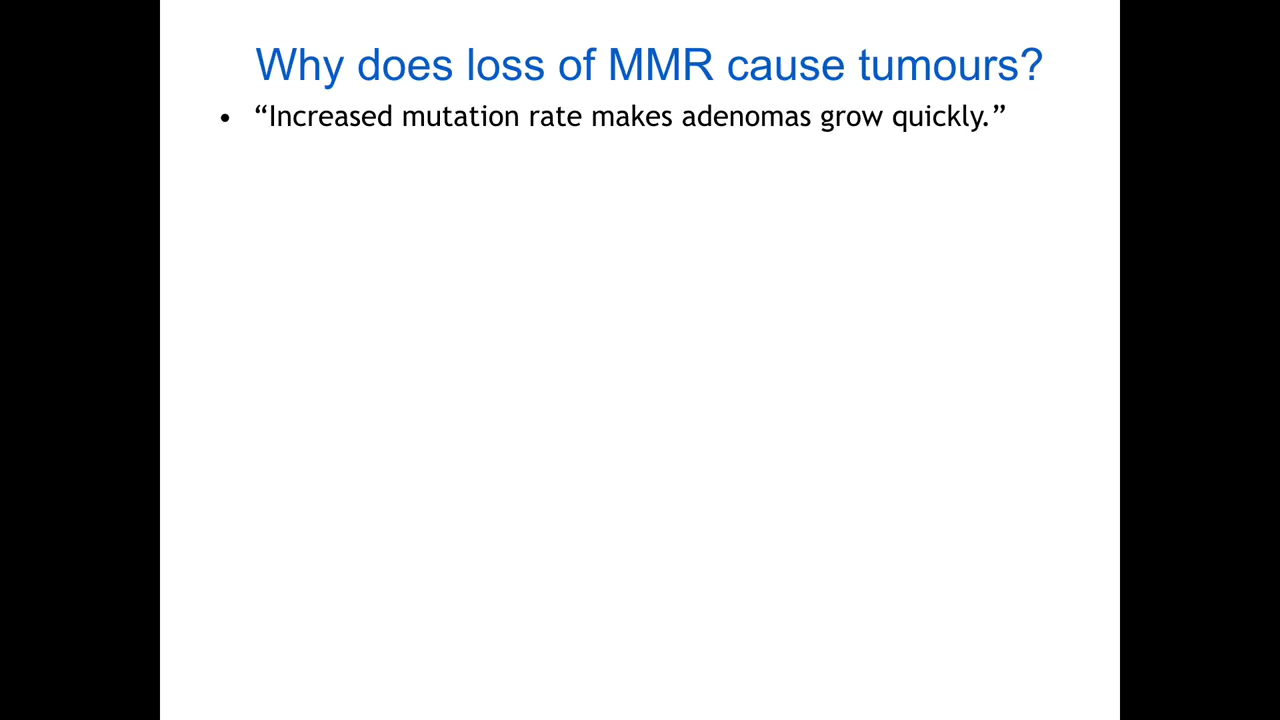 Why does loss of MMR cause tumours?
• “Increased mutation rate makes adenomas grow quickly.”